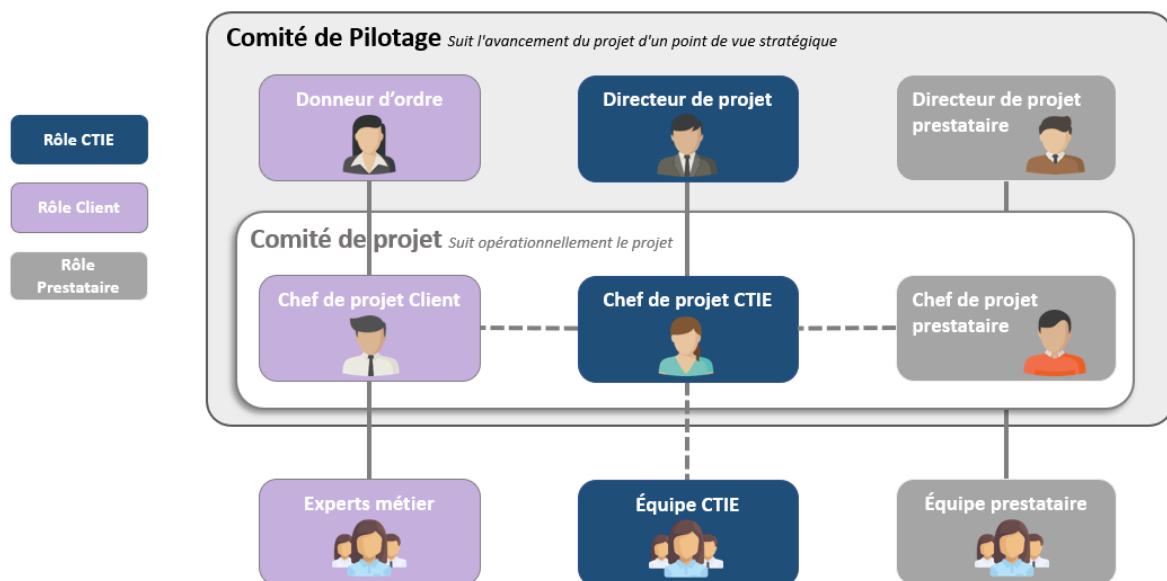 Comité de Pilotage Suit l'avancement du projet d'un point de vue stratégique
Donneur d'ordre
Directeur de projet
Directeur de projet
prestataire
Rôle CTIE
Rôle Client
Rôle
Prestataire
Comité de projet Suit opérationnellement le projet
Chef de projet Client
Chef de projet CTIE
Chef de projet
prestataire
Experts métier
Équipe CTIE
Équipe prestataire